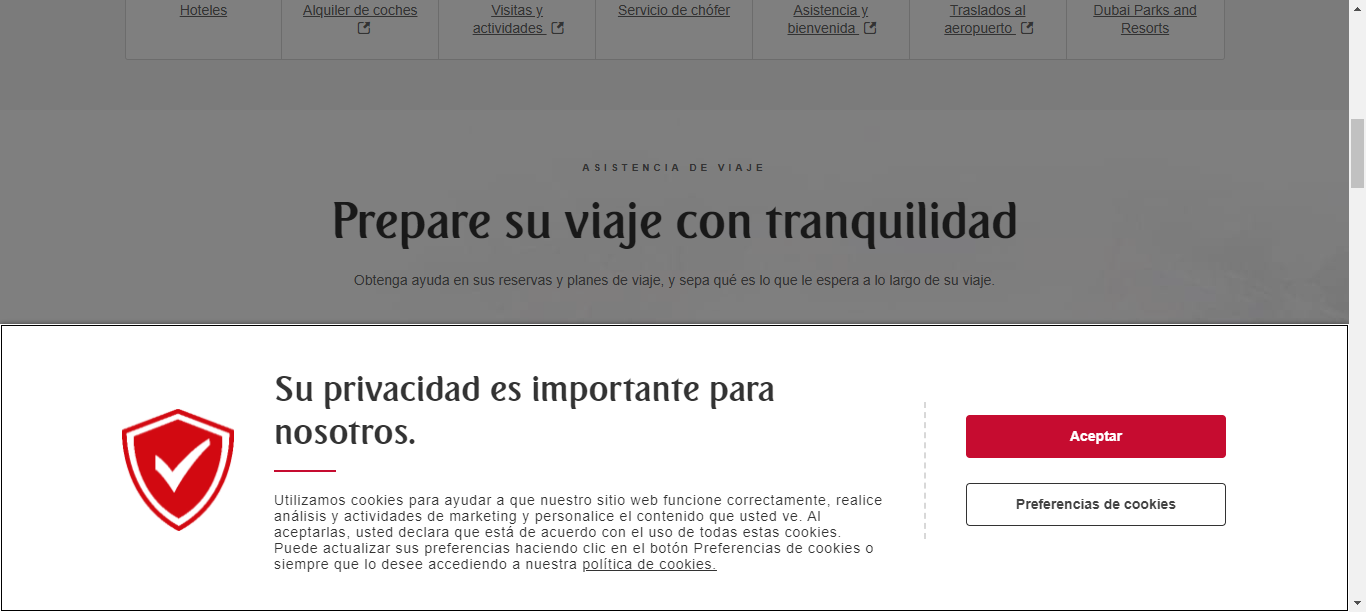 Hoteles
Alquiler de coches
Visitas y
actividades
Servicio de chófer
Asistencia y
bienvenida
Traslados al
aeropuerto
Dubai Parks and
Resorts
ASISTENCIA DE VIAJE
Prepare su viaje con tranquilidad
Obtenga ayuda en sus reservas y planes de viaje, y sepa qué es lo que le espera a lo largo de su viaje.
Su privacidad es importante para
nosotros.
Utilizamos cookies para ayudar a que nuestro sitio web funcione correctamente, realice
análisis y actividades de marketing y personalice el contenido que usted ve. Al
aceptarlas, usted declara que está de acuerdo con el uso de todas estas cookies.
Puede actualizar sus preferencias haciendo clic en el botón Preferencias de cookies o
siempre que lo desee accediendo a nuestra política de cookies.
Aceptar
Preferencias de cookies